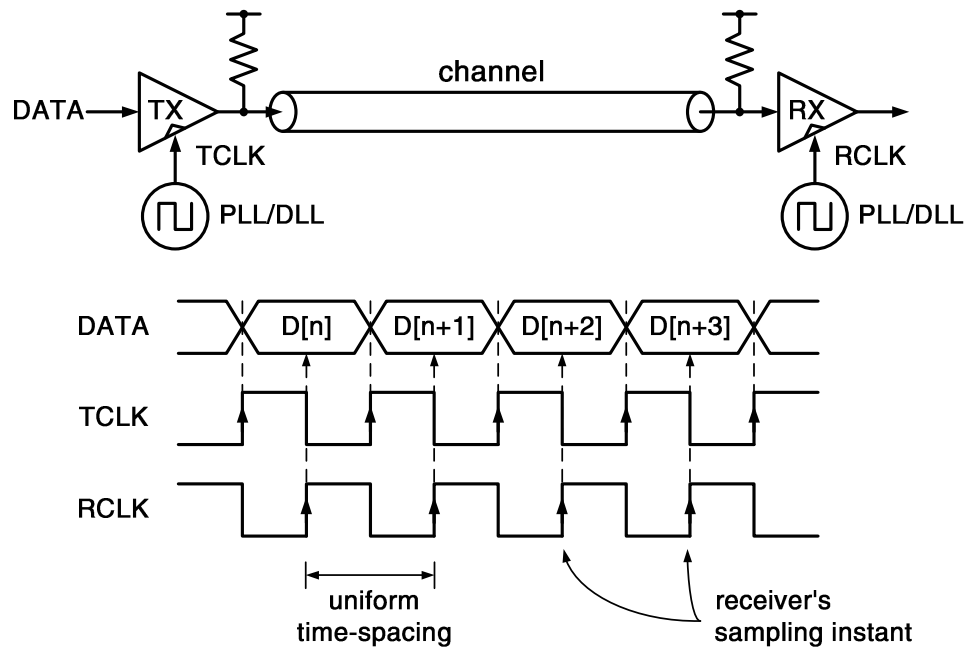 channel
DATA
TX
RX
TCLK
RCLK
PLL/DLL
PLL/DLL
DATA
D[n]
D[n+1]
D[n+2]
D[n+3]
TCLK
RCLK
uniform
time-spacing
receiver's
sampling instant